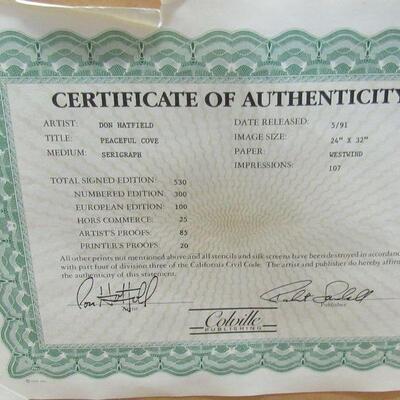 CERTIFICATE OF AUTHENTICITY
ARTIST: DON HATFIELD DATE RELEASED: 5/91
TITLE: PEACEFUL COVE IMAGE SIZE: 24" X 32"
MEDIUM: SERIGRAPH PAPER: WESTWIND
IMPRESSIONS: 107
TOTAL SIGNED EDITION: 530
NUMBERED EDITION: 300
EUROPEAN EDITION: 100
HORS COMMERCE: 25
ARTIST'S PROOFS: 85
PRINTER'S PROOFS: 20
All other prints not mentioned above and all stencils and silk screens have been destroyed in accordance
with part four of division three of the California Civil Code. The artist and publisher do hereby affirm
the authenticity of this statement.
Don Hatfield
Artist Publisher
Colville
PUBLISHING